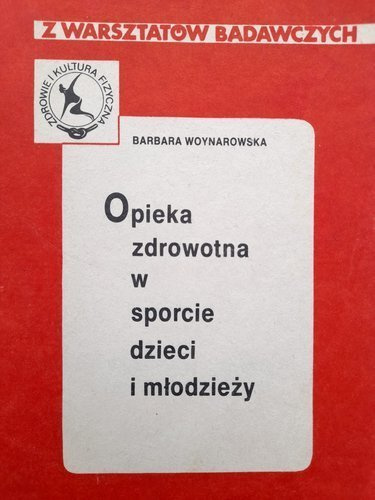 Z WARSZTATÓW BADAWCZYCH
ZDROWIE I KULTURA FIZYCZNA
BARBARA WOYNAROWSKA
Opieka
zdrowotna
w
sporcie
dzieci
i młodzieży